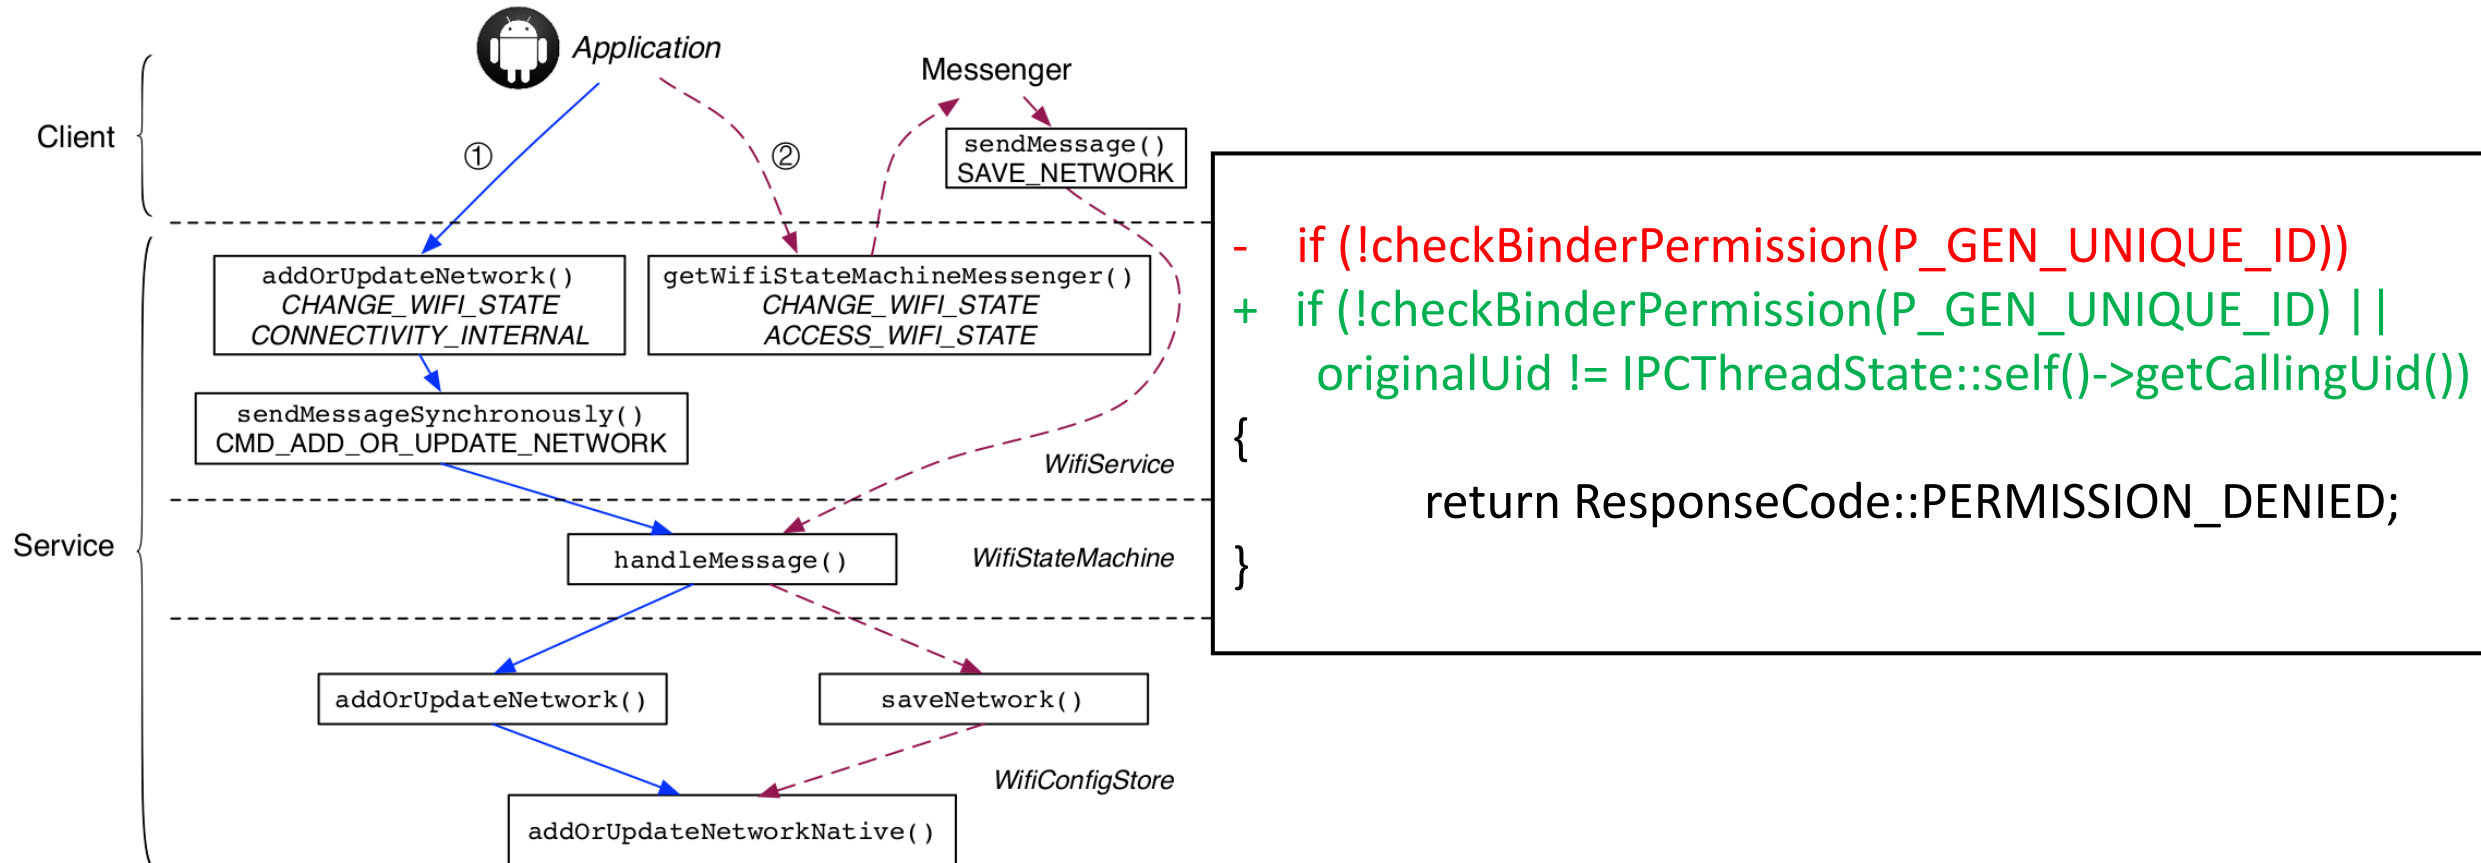 Application
Messenger
Client
①
②
sendMessage()
SAVE_NETWORK
addOrUpdateNetwork()
CHANGE_WIFI_STATE
CONNECTIVITY_INTERNAL
getWifiStateMachineMessenger()
CHANGE_WIFI_STATE
ACCESS_WIFI_STATE
sendMessageSynchronously()
CMD_ADD_OR_UPDATE_NETWORK
WifiService
Service
handleMessage()
WifiStateMachine
addOrUpdateNetwork()
saveNetwork()
WifiConfigStore
addOrUpdateNetworkNative()
- if (!checkBinderPermission(P_GEN_UNIQUE_ID))
+ if (!checkBinderPermission(P_GEN_UNIQUE_ID) ||
originalUid != IPCThreadState::self()->getCallingUid())
{
return ResponseCode::PERMISSION_DENIED;
}